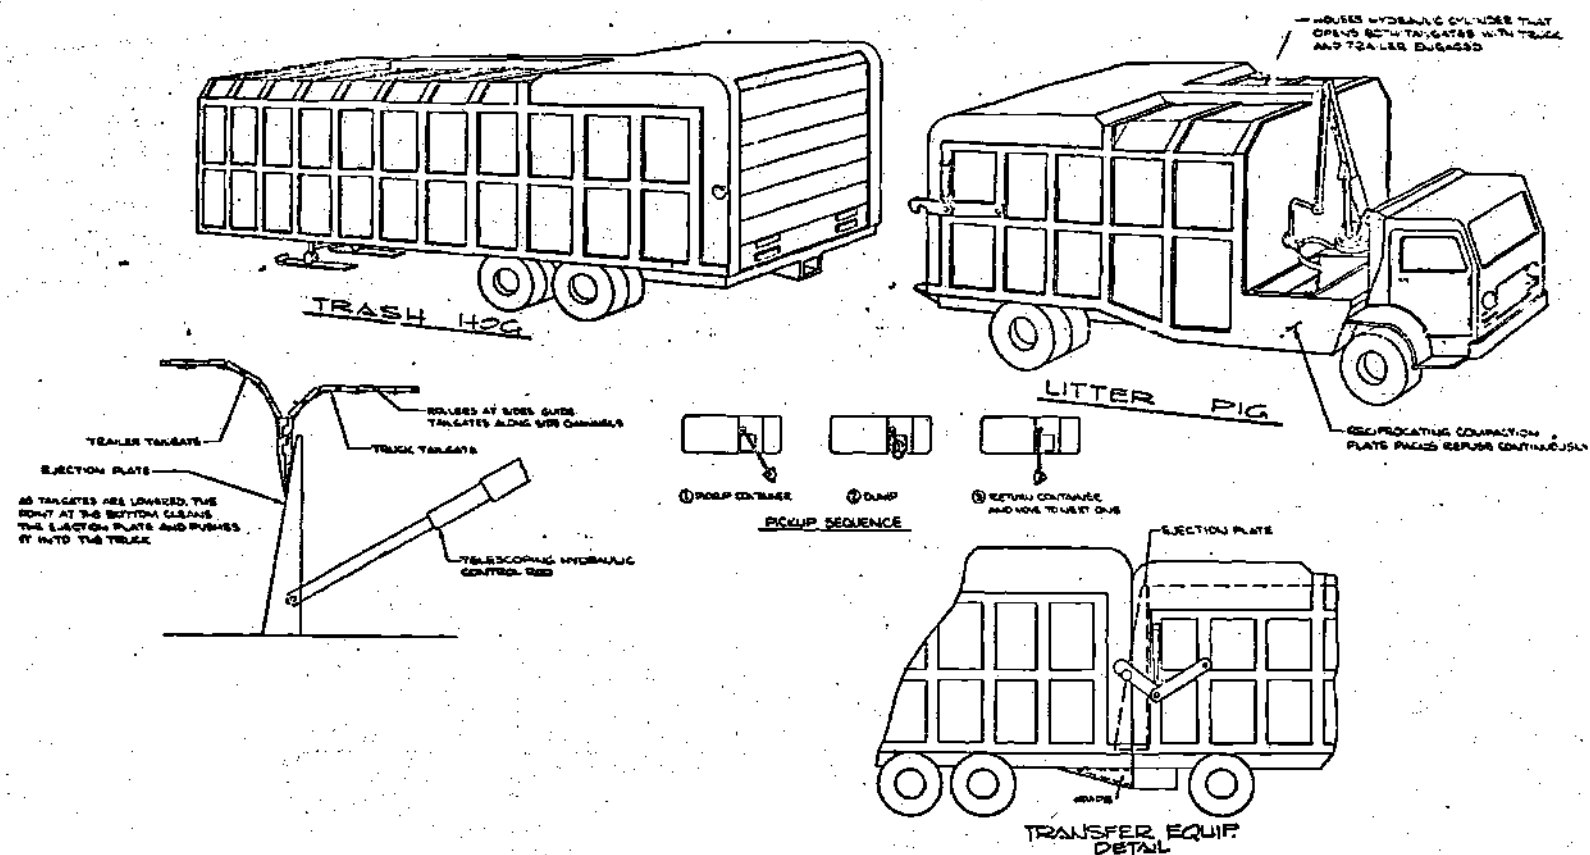 HOUSES HYDRAULIC CYLINDER THAT
OPENS BOTH TAILGATES WITH TRUCK
AND TRAILER ENGAGED
TRASH HOG
LITTER PIG
RECIPROCATING COMPACTION
PLATE PACKS REFUSE CONTINUOUSLY
TRAILER TAILGATE
ROLLERS AT SIDES GUIDE
TAILGATES ALONG SIDE CHANNELS
TRUCK TAILGATE
EJECTION PLATE
AS TAILGATES ARE LOWERED, THE
POINT AT THE BOTTOM CLEANS
THE EJECTION PLATE AND PUSHES
IT INTO THE TRUCK
TELESCOPING HYDRAULIC
CONTROL ROD
① PICKUP CONTAINER
② DUMP
③ RETURN CONTAINER
AND MOVE TO NEXT ONE
PICKUP SEQUENCE
EJECTION PLATE
TRANSFER EQUIP.
DETAIL